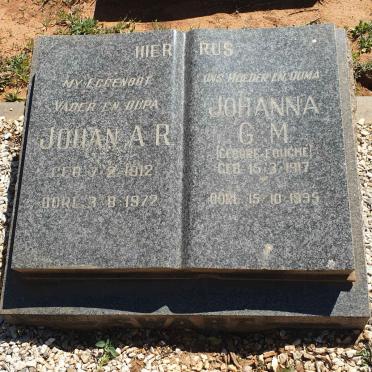 HIER RUS
MY EGGENOOT
VADER EN OUPA
JOHAN A.R.
GEB. 7-2-1912
OORL. 3-8-1972
ONS MOEDER EN OUMA
JOHANNA
G. M.
(GEBORE FOUCHE)
GEB. 15-3-1917
OORL. 15-10-1995